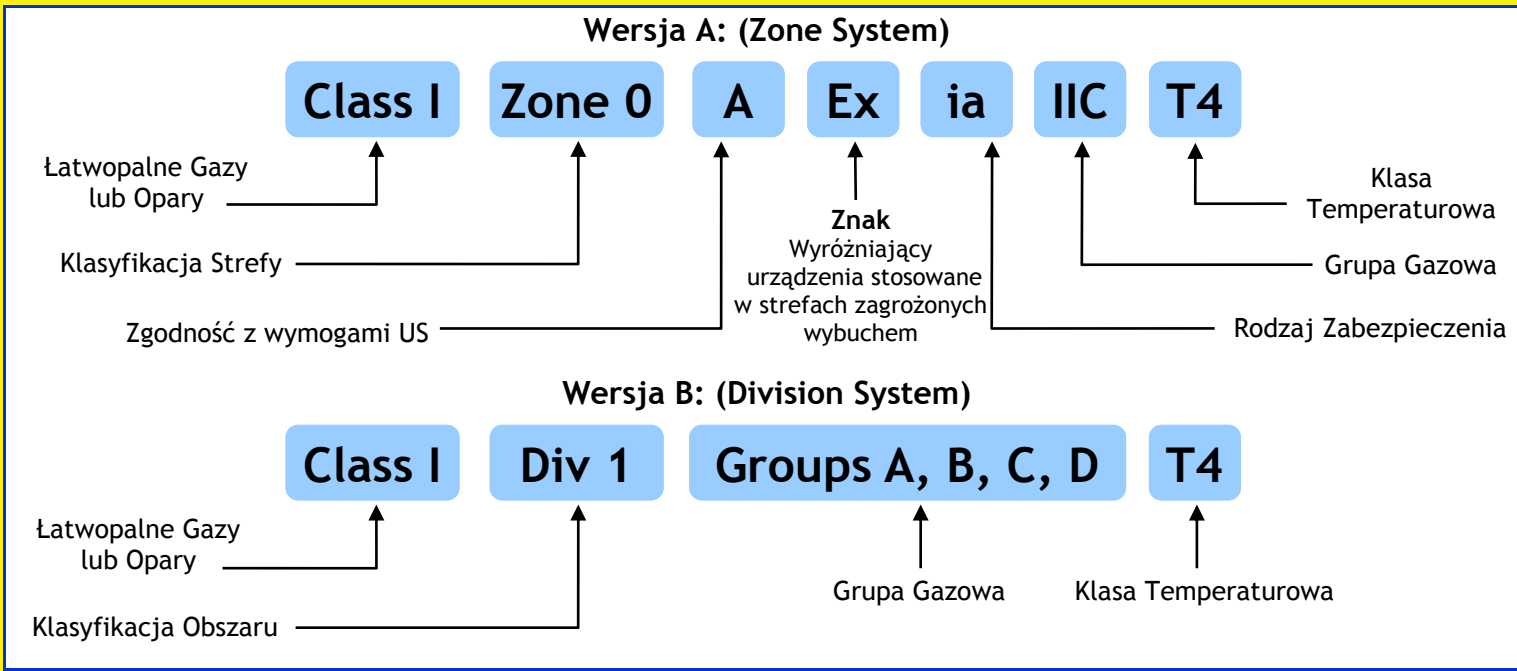 Wersja A: (Zone System)
Class I Zone 0 A Ex ia IIC T4
Łatwopalne Gazy
lub Opary
Klasyfikacja Strefy
Zgodność z wymogami US
Znak
Wyróżniający
urządzenia stosowane
w strefach zagrożonych
wybuchem
Klasa
Temperaturowa
Grupa Gazowa
Rodzaj Zabezpieczenia
Wersja B: (Division System)
Class I Div 1 Groups A, B, C, D T4
Łatwopalne Gazy
lub Opary
Klasyfikacja Obszaru
Grupa Gazowa
Klasa Temperaturowa